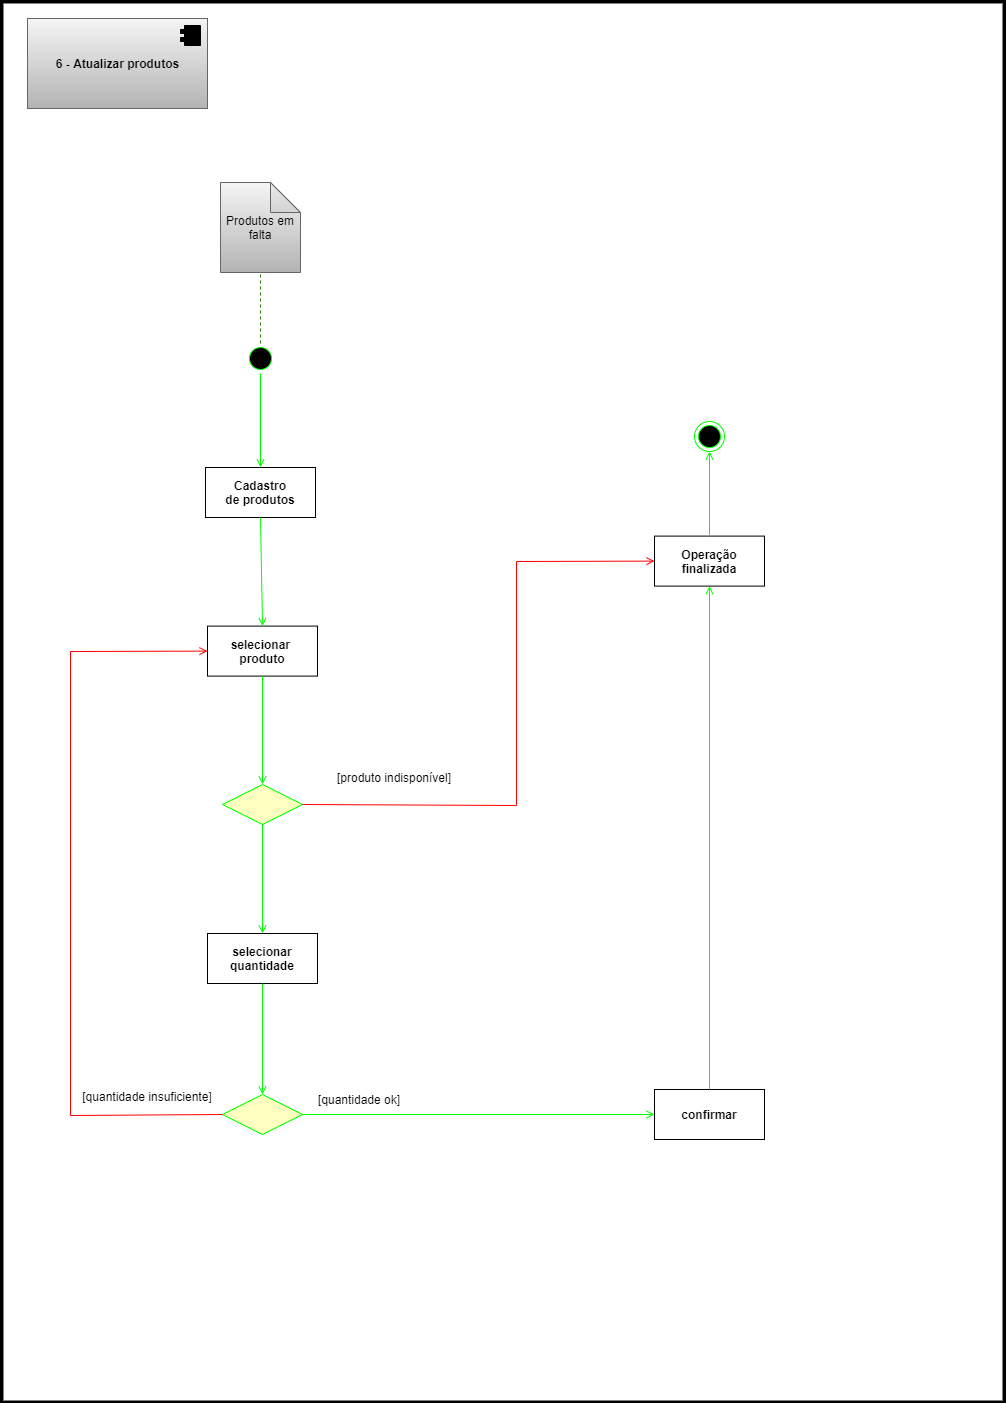 6 - Atualizar produtos
Produtos em
falta
Cadastro
de produtos
Operação
finalizada
selecionar
produto
[produto indisponível]
selecionar
quantidade
[quantidade insuficiente]
[quantidade ok]
confirmar